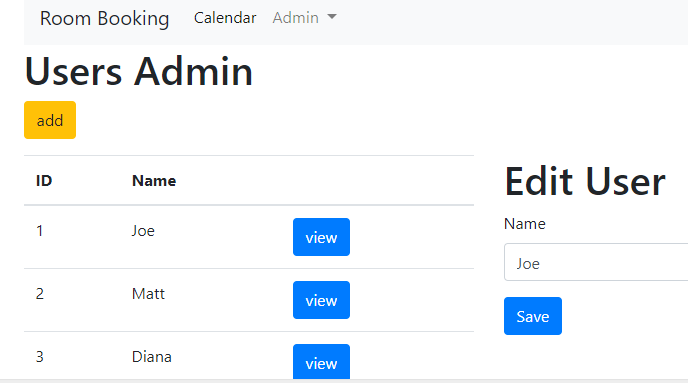 Room Booking Calendar Admin
Users Admin
add
ID Name
1 Joe view
2 Matt view
3 Diana view
Edit User
Name
Joe
Save